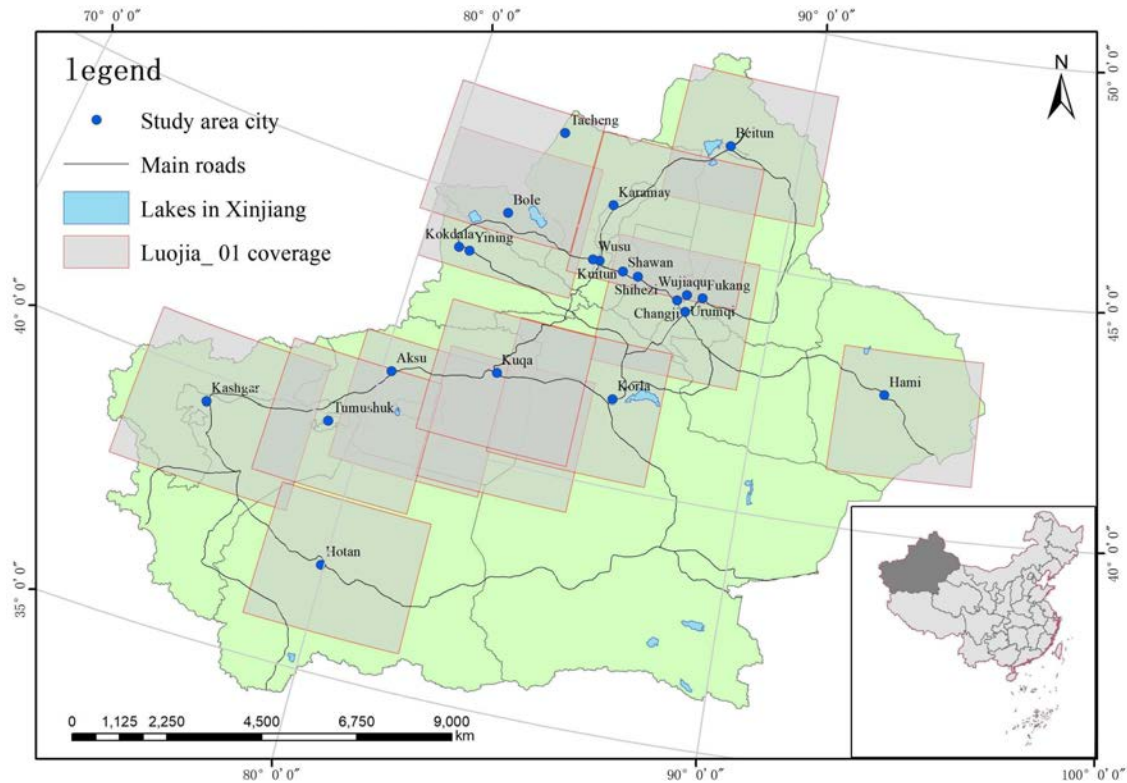 70° 0′0″
80° 0′0″
90° 0′0″
legend
Study area city
Main roads
Lakes in Xinjiang
Luojia_ 01 coverage
N
50° 0′0″
45° 0′0″
40° 0′0″
40° 0′0″
35° 0′0″
Tacheng
Beitun
Karamay
Bole
Kokdala
Yining
Wusu
Kuitun
Shawan
Shihezi
Wujiaqu
Fukang
Changji
Urumqi
Aksu
Kuqa
Kashgar
Tumushuk
Korla
Hami
Hotan
0 1,125 2,250 4,500 6,750 9,000
km
80° 0′0″
90° 0′0″
100° 0′0″